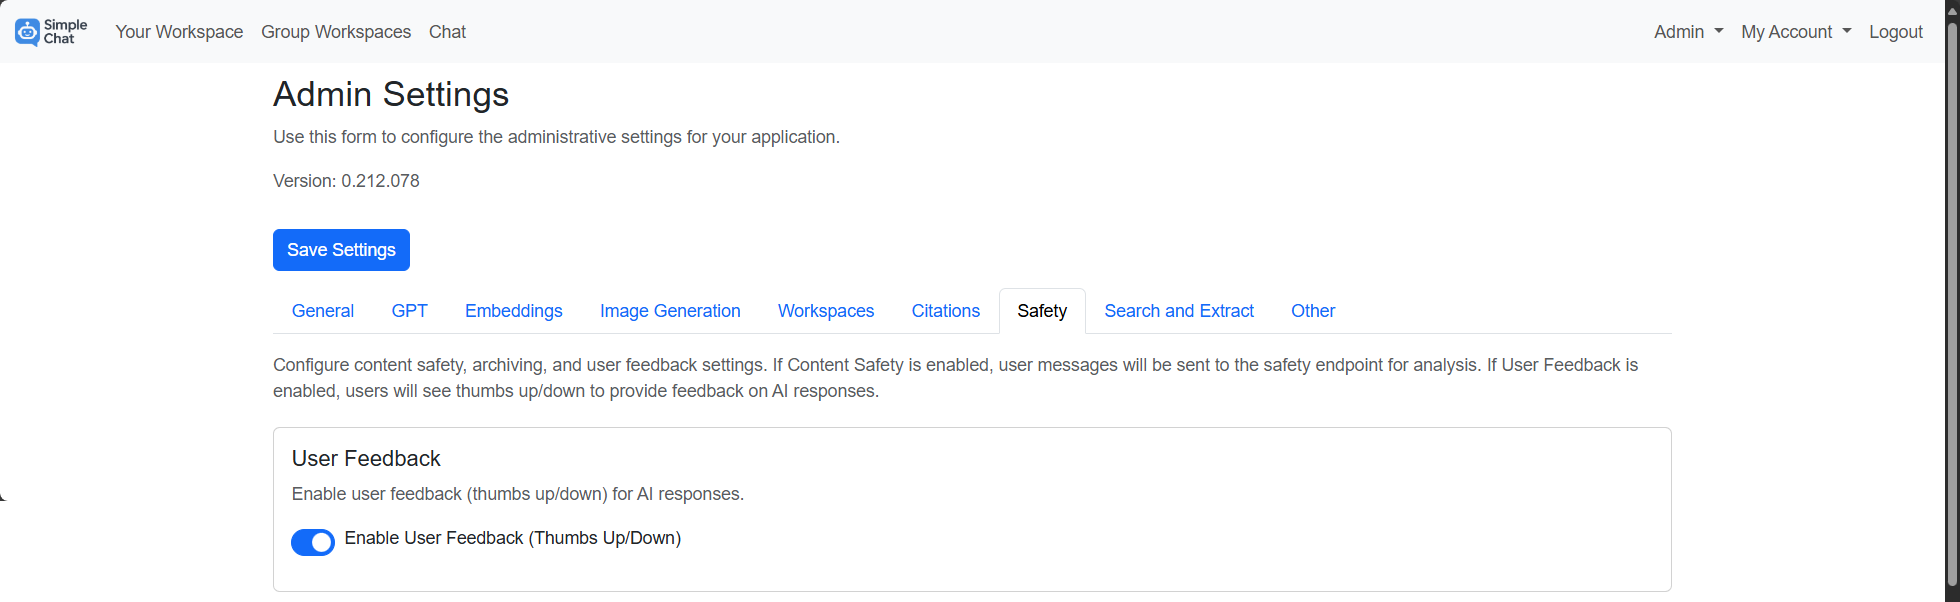 Simple Chat
Your Workspace
Group Workspaces
Chat
Admin
My Account
Logout
Admin Settings
Use this form to configure the administrative settings for your application.
Version: 0.212.078
Save Settings
General
GPT
Embeddings
Image Generation
Workspaces
Citations
Safety
Search and Extract
Other
Configure content safety, archiving, and user feedback settings. If Content Safety is enabled, user messages will be sent to the safety endpoint for analysis. If User Feedback is
enabled, users will see thumbs up/down to provide feedback on AI responses.
User Feedback
Enable user feedback (thumbs up/down) for AI responses.
Enable User Feedback (Thumbs Up/Down)